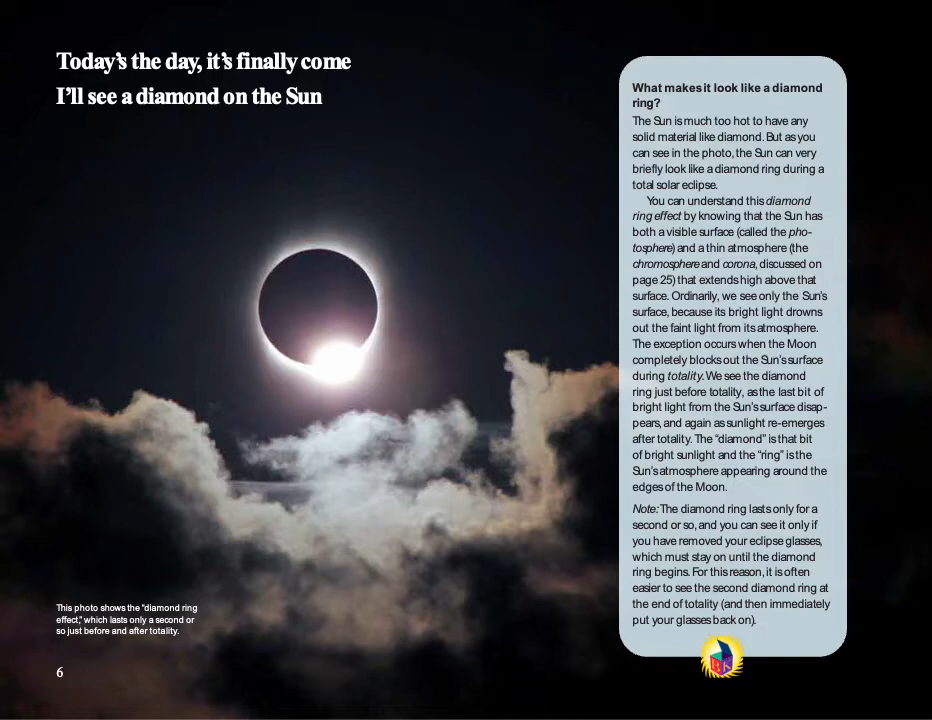 Today's the day, it's finally come
I'll see a diamond on the Sun
What makes it look like a diamond
ring?
The Sun is much too hot to have any
solid material like diamond. But as you
can see in the photo, the Sun can very
briefly look like a diamond ring during a
total solar eclipse.
You can understand this diamond
ring effect by knowing that the Sun has
both a visible surface (called the pho-
tosphere) and a thin atmosphere (the
chromosphere and corona, discussed on
page 25) that extends high above that
surface. Ordinarily, we see only the Sun's
surface, because its bright light drowns
out the faint light from its atmosphere.
The exception occurs when the Moon
completely blocks out the Sun's surface
during totality. We see the diamond
ring just before totality, as the last bit of
bright light from the Sun's surface disap-
pears, and again as sunlight re-emerges
after totality. The “diamond” is that bit
of bright sunlight and the “ring” is the
Sun's atmosphere appearing around the
edges of the Moon.
Note: The diamond ring lasts only for a
second or so, and you can see it only if
you have removed your eclipse glasses,
which must stay on until the diamond
ring begins. For this reason, it is often
easier to see the second diamond ring at
the end of totality (and then immediately
put your glasses back on).
This photo shows the “diamond ring
effect,” which lasts only a second or
so just before and after totality.
6
BK